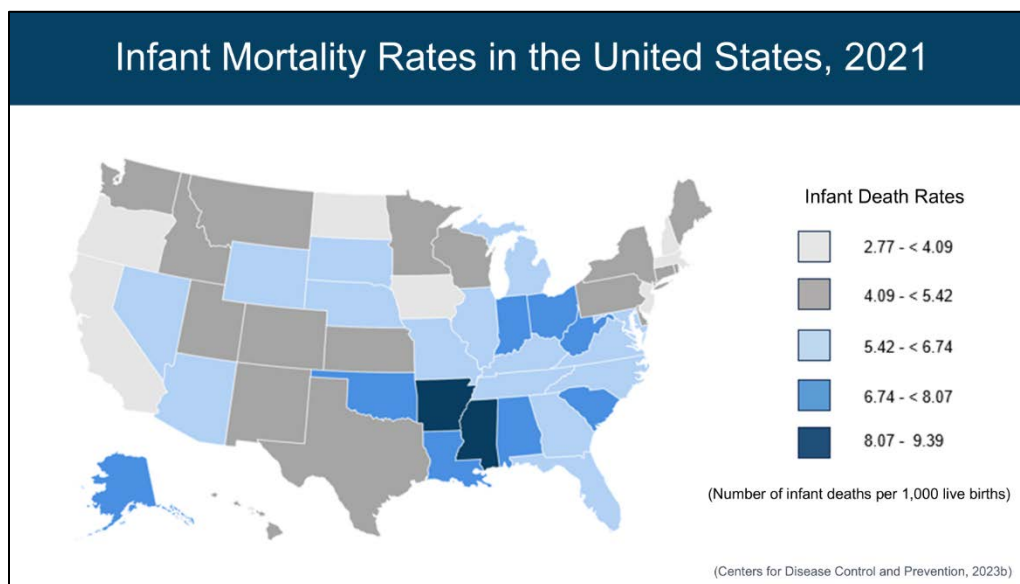 Infant Mortality Rates in the United States, 2021
Infant Death Rates
2.77 - < 4.09
4.09 - < 5.42
5.42 - < 6.74
6.74 - < 8.07
8.07 - 9.39
(Number of infant deaths per 1,000 live births)
(Centers for Disease Control and Prevention, 2023b)